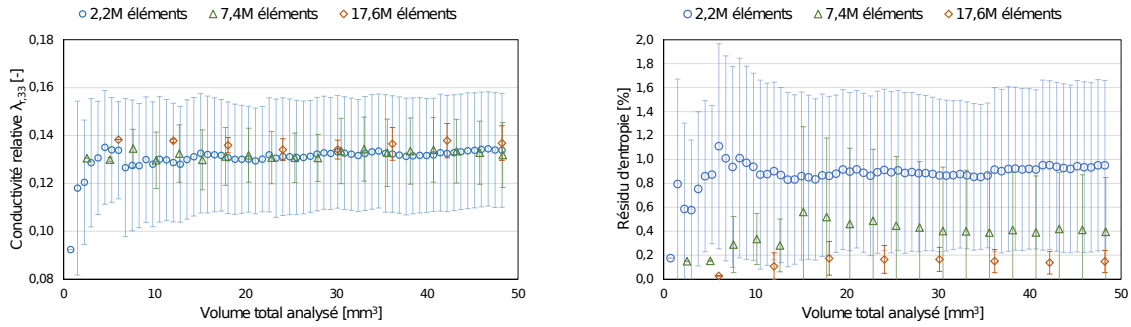 2,2M éléments 7,4M éléments 17,6M éléments
0,18
0,16
0,14
0,12
0,10
0,08
Conductivité relative λr,33 [-]
0 10 20 30 40 50
Volume total analysé [mm³]
2,2M éléments 7,4M éléments 17,6M éléments
2,0
1,8
1,6
1,4
1,2
1,0
0,8
0,6
0,4
0,2
0,0
Résidu d'entropie [%]
0 10 20 30 40 50
Volume total analysé [mm³]